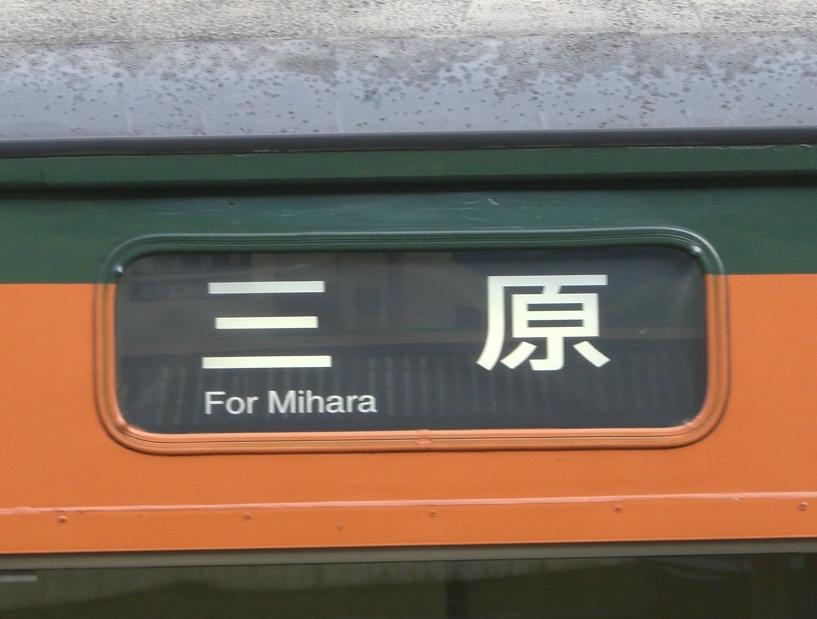 三原
For Mihara